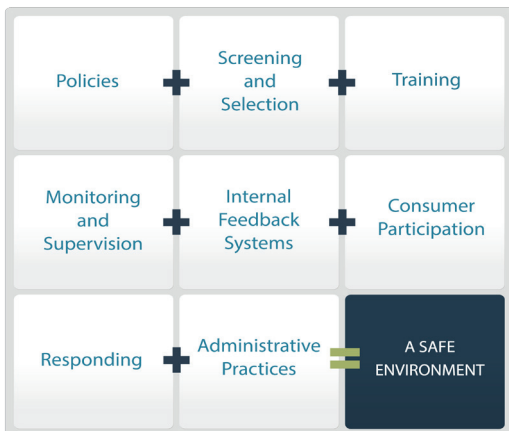 Policies
+
Screening
and
Selection
+
Training
Monitoring
and
Supervision
+
Internal
Feedback
Systems
+
Consumer
Participation
Responding
+
Administrative
Practices
=
A SAFE
ENVIRONMENT